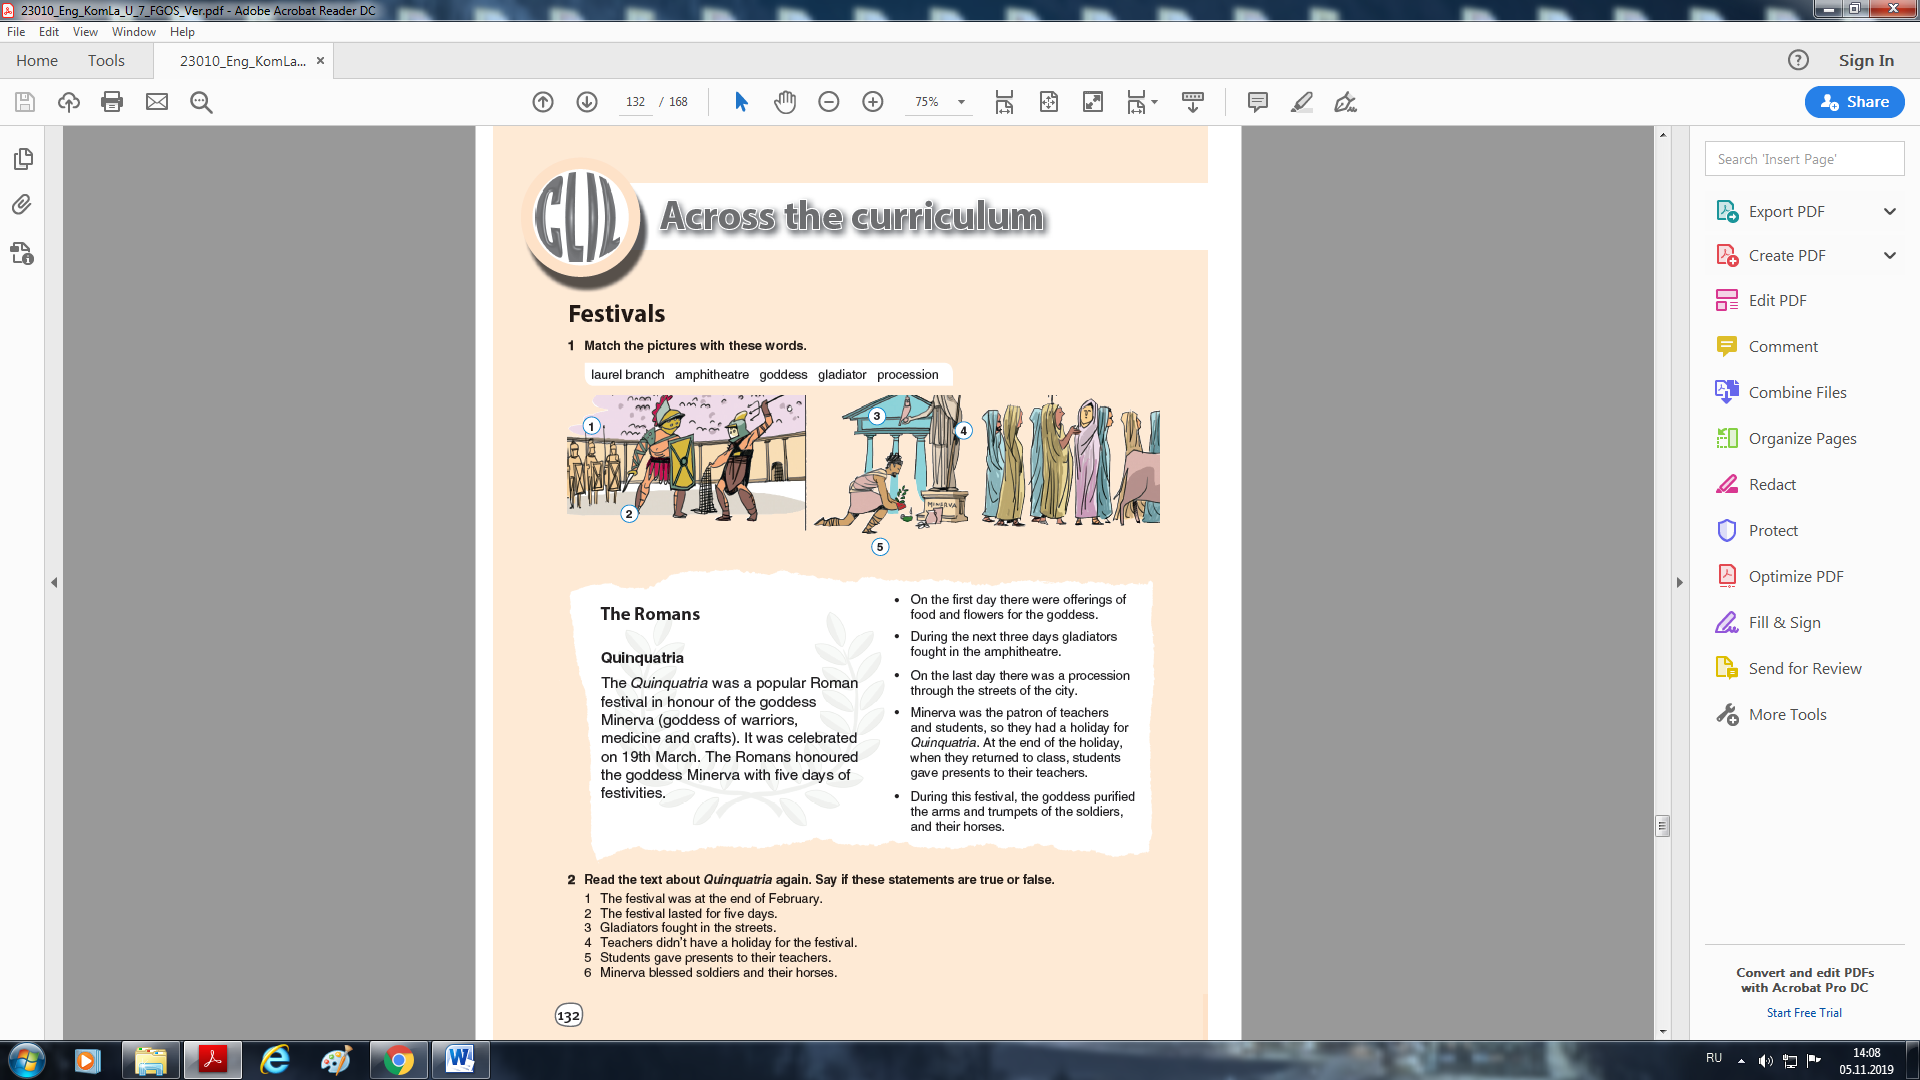 23010_Eng_KomLa_U_7_FGOS_Ver.pdf - Adobe Acrobat Reader DC
File Edit View Window Help
Home Tools 23010_Eng_KomLa... × Sign In
132 / 168 75% Share
Search 'Insert Page'
Export PDF
Create PDF
Edit PDF
Comment
Combine Files
Organize Pages
Redact
Protect
Optimize PDF
Fill & Sign
Send for Review
More Tools
Convert and edit PDFs
with Acrobat Pro DC
Start Free Trial
CLIL
Across the curriculum
Festivals
1 Match the pictures with these words.
laurel branch amphitheatre goddess gladiator procession
1
2
3
4
5
MINERVA
The Romans
Quinquatria
The Quinquatria was a popular Roman
festival in honour of the goddess
Minerva (goddess of warriors,
medicine and crafts). It was celebrated
on 19th March. The Romans honoured
the goddess Minerva with five days of
festivities.
• On the first day there were offerings of
food and flowers for the goddess.
• During the next three days gladiators
fought in the amphitheatre.
• On the last day there was a procession
through the streets of the city.
• Minerva was the patron of teachers
and students, so they had a holiday for
Quinquatria. At the end of the holiday,
when they returned to class, students
gave presents to their teachers.
• During this festival, the goddess purified
the arms and trumpets of the soldiers,
and their horses.
2 Read the text about Quinquatria again. Say if these statements are true or false.
1 The festival was at the end of February.
2 The festival lasted for five days.
3 Gladiators fought in the streets.
4 Teachers didn't have a holiday for the festival.
5 Students gave presents to their teachers.
6 Minerva blessed soldiers and their horses.
132
RU
14:08
05.11.2019